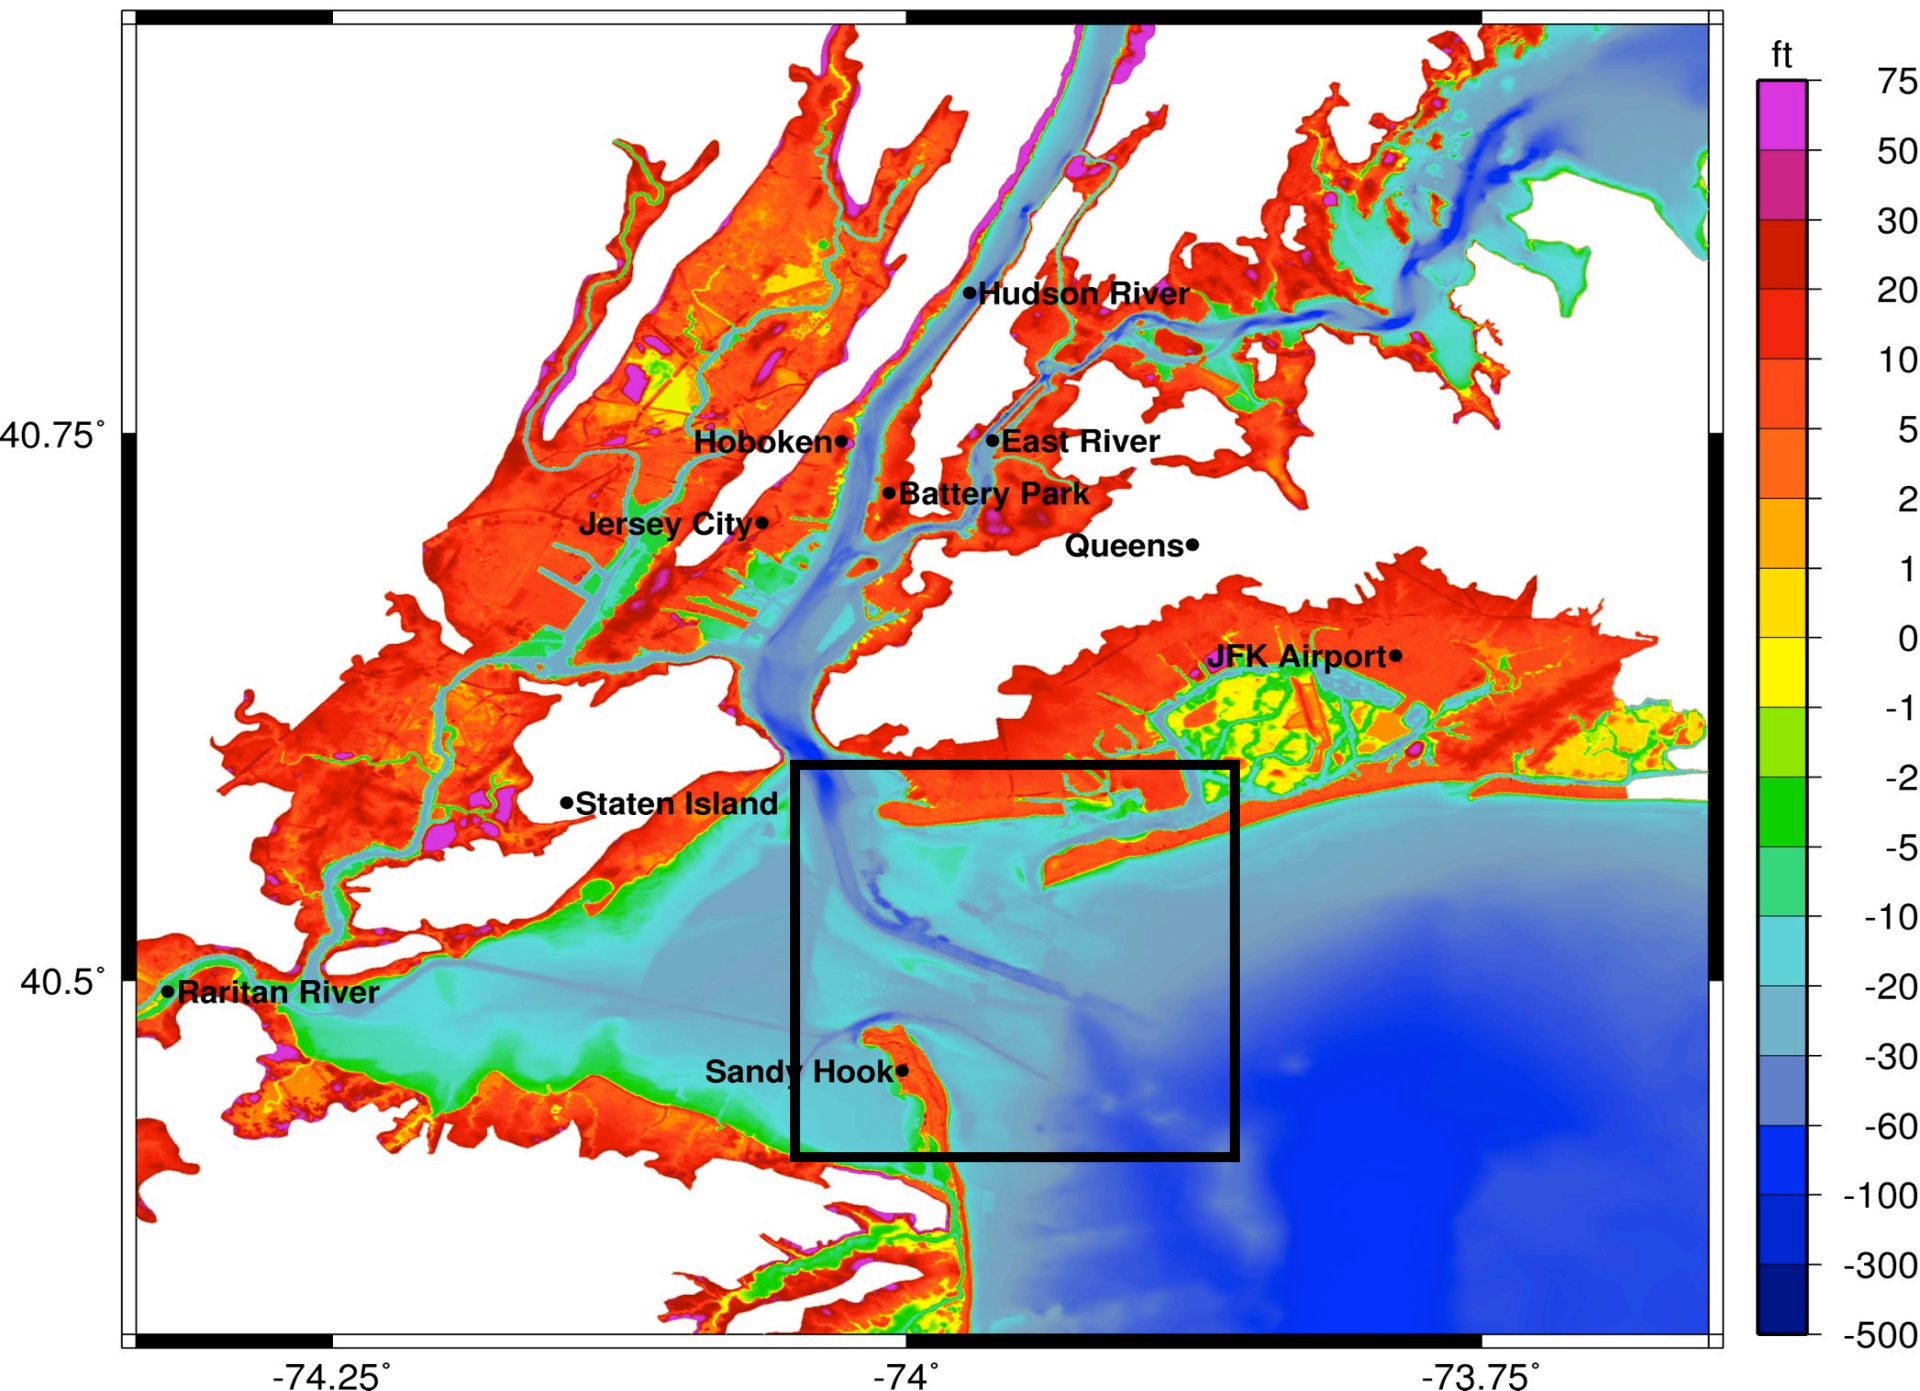 ft
75
50
30
20
10
5
2
1
0
-1
-2
-5
-10
-20
-30
-60
-100
-300
-500
Hudson River
40.75°
Hoboken
East River
Battery Park
Jersey City
Queens
JFK Airport
Staten Island
40.5°
Raritan River
Sandy Hook
-74.25°
-74°
-73.75°